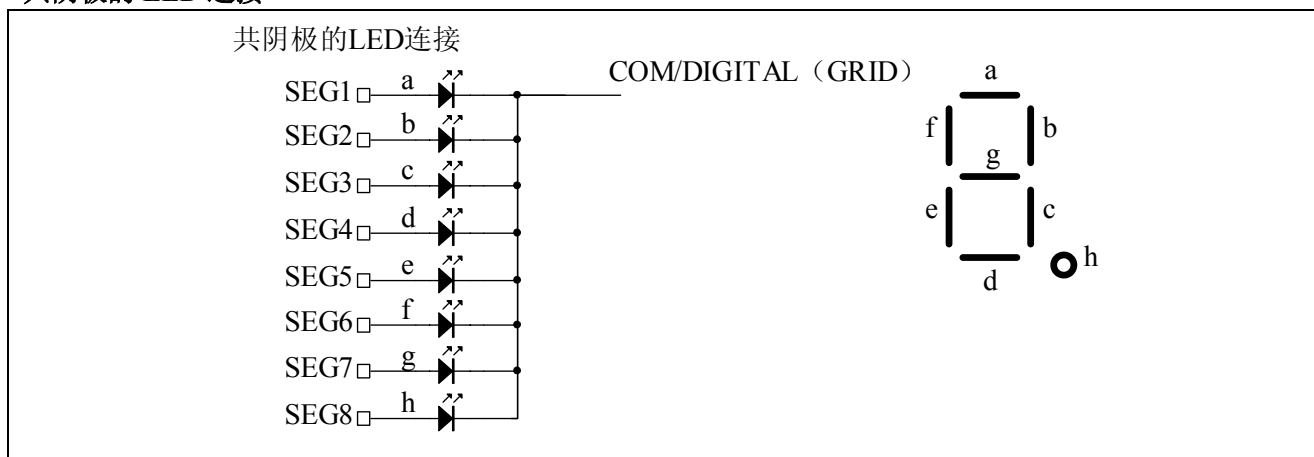 共阴极的LED连接
SEG1 a
COM/DIGITAL（GRID）
SEG2 b
SEG3 c
SEG4 d
SEG5 e
SEG6 f
SEG7 g
SEG8 h
a
f b
g
e c
h
d